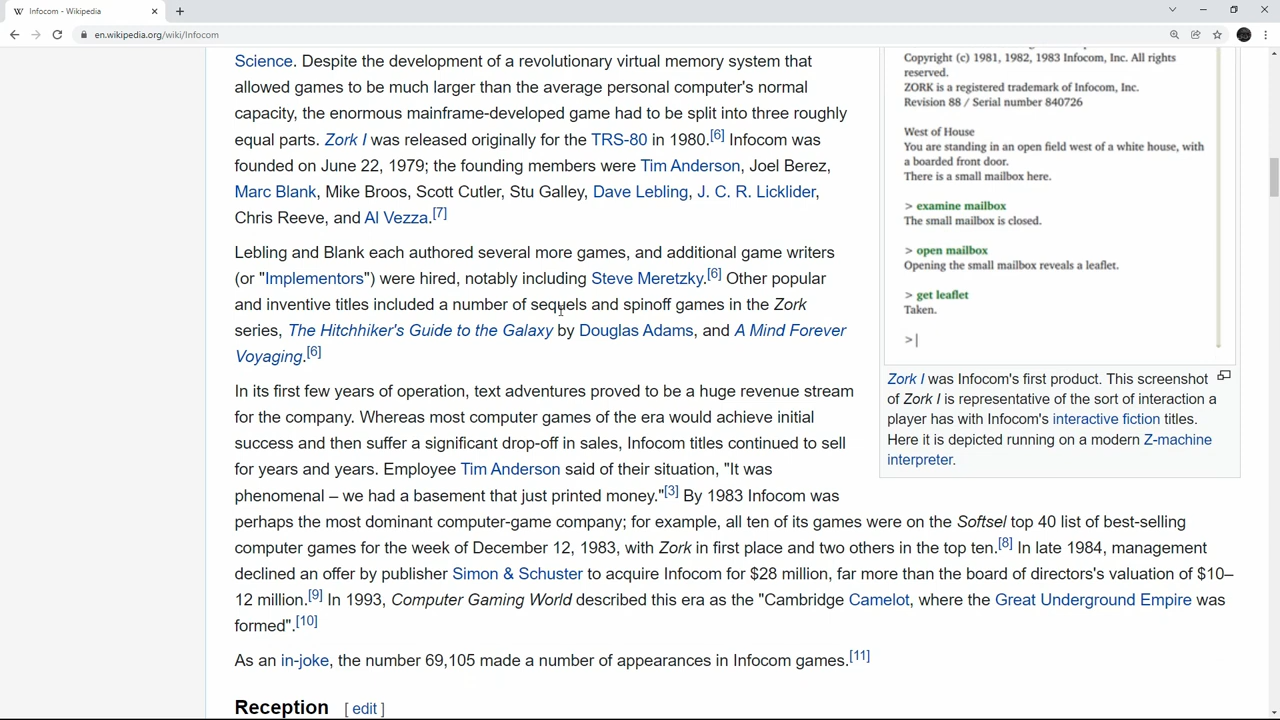 Infocom - Wikipedia
en.wikipedia.org/wiki/Infocom
Science. Despite the development of a revolutionary virtual memory system that
allowed games to be much larger than the average personal computer's normal
capacity, the enormous mainframe-developed game had to be split into three roughly
equal parts. Zork I was released originally for the TRS-80 in 1980.[6] Infocom was
founded on June 22, 1979; the founding members were Tim Anderson, Joel Berez,
Marc Blank, Mike Broos, Scott Cutler, Stu Galley, Dave Lebling, J. C. R. Licklider,
Chris Reeve, and Al Vezza.[7]
Lebling and Blank each authored several more games, and additional game writers
(or "Implementors") were hired, notably including Steve Meretzky.[6] Other popular
and inventive titles included a number of sequels and spinoff games in the Zork
series, The Hitchhiker's Guide to the Galaxy by Douglas Adams, and A Mind Forever
Voyaging.[6]
In its first few years of operation, text adventures proved to be a huge revenue stream
for the company. Whereas most computer games of the era would achieve initial
success and then suffer a significant drop-off in sales, Infocom titles continued to sell
for years and years. Employee Tim Anderson said of their situation, "It was
phenomenal – we had a basement that just printed money."[3] By 1983 Infocom was
perhaps the most dominant computer-game company; for example, all ten of its games were on the Softsel top 40 list of best-selling
computer games for the week of December 12, 1983, with Zork in first place and two others in the top ten.[8] In late 1984, management
declined an offer by publisher Simon & Schuster to acquire Infocom for $28 million, far more than the board of directors's valuation of $10–
12 million.[9] In 1993, Computer Gaming World described this era as the "Cambridge Camelot, where the Great Underground Empire was
formed".[10]
As an in-joke, the number 69,105 made a number of appearances in Infocom games.[11]
Reception [ edit ]
Copyright (c) 1981, 1982, 1983 Infocom, Inc. All rights
reserved.
ZORK is a registered trademark of Infocom, Inc.
Revision 88 / Serial number 840726
West of House
You are standing in an open field west of a white house, with
a boarded front door.
There is a small mailbox here.
> examine mailbox
The small mailbox is closed.
> open mailbox
Opening the small mailbox reveals a leaflet.
> get leaflet
Taken.
>|
Zork I was Infocom's first product. This screenshot
of Zork I is representative of the sort of interaction a
player has with Infocom's interactive fiction titles.
Here it is depicted running on a modern Z-machine
interpreter.